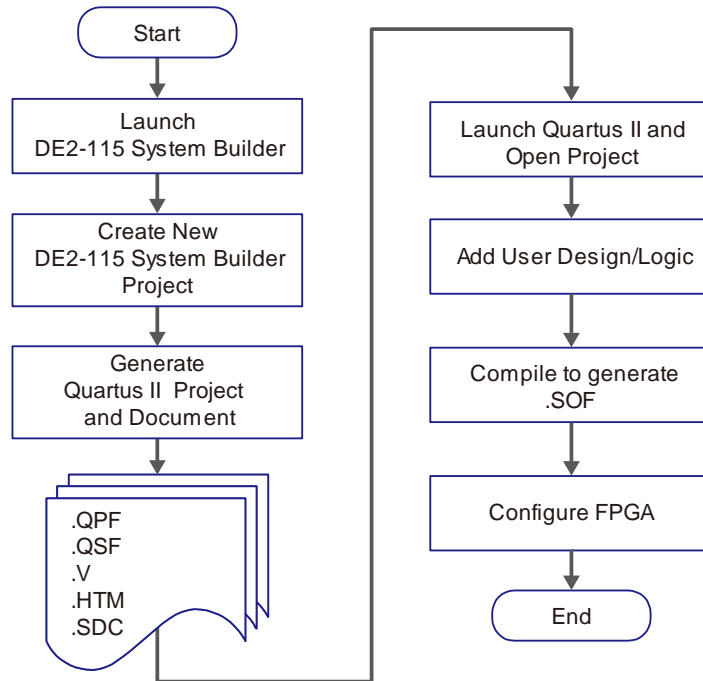 Start
Launch
DE2-115 System Builder
Create New
DE2-115 System Builder
Project
Generate
Quartus II Project
and Document
.QPF
.QSF
.V
.HTM
.SDC
Launch Quartus II and
Open Project
Add User Design/Logic
Compile to generate
.SOF
Configure FPGA
End